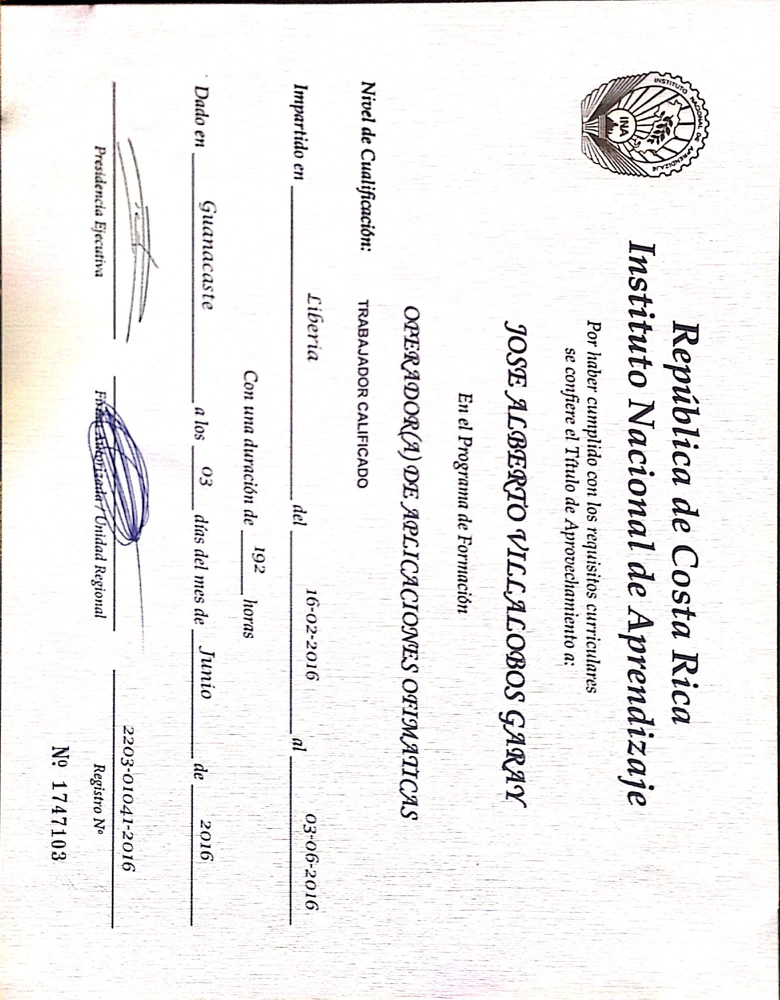 República de Costa Rica
Instituto Nacional de Aprendizaje
INSTITUTO NACIONAL DE APRENDIZAJE
INA
Por haber cumplido con los requisitos curriculares
se confiere el Título de Aprovechamiento a:
JOSE ALBERTO VILLALOBOS GARAY
En el Programa de Formación
OPERADOR(A) DE APLICACIONES OFIMATICAS
Nivel de Cualificación: TRABAJADOR CALIFICADO
Impartido en Liberia del 16-02-2016 al 03-06-2016
Con una duración de 192 horas
Dado en Guanacaste a los 03 días del mes de Junio de 2016
2203-01041-2016
Presidencia Ejecutiva Firma Autorizada / Unidad Regional Registro Nº
Nº 1747103